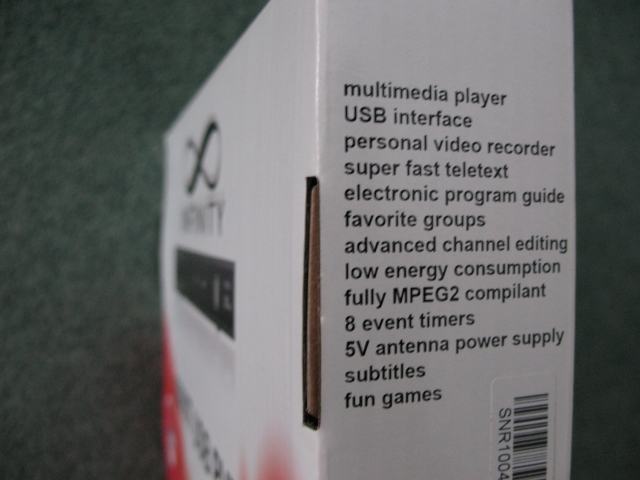 multimedia player
USB interface
personal video recorder
super fast teletext
electronic program guide
favorite groups
advanced channel editing
low energy consumption
fully MPEG2 compilant
8 event timers
5V antenna power supply
subtitles
fun games
SNR1004
INFINITY